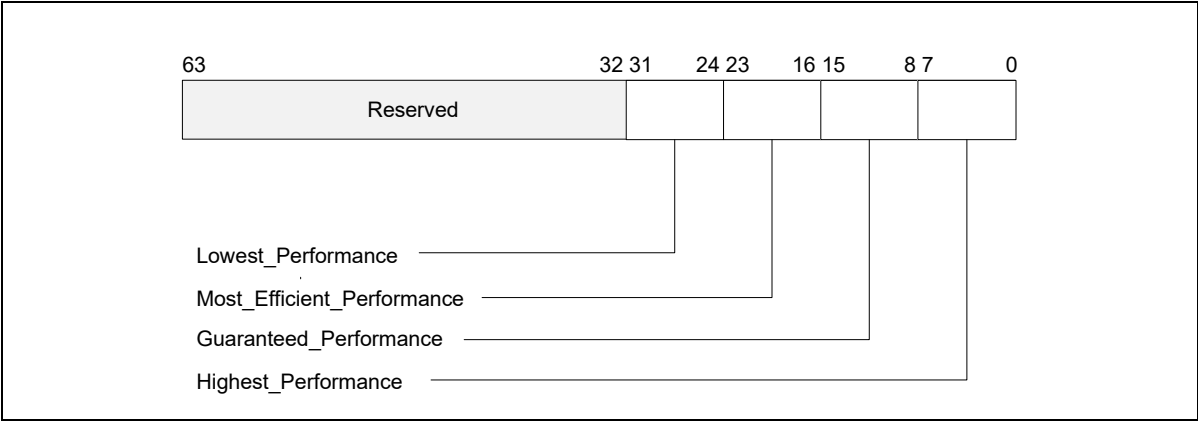 63 32 31 24 23 16 15 8 7 0
Reserved
Lowest_Performance
Most_Efficient_Performance
Guaranteed_Performance
Highest_Performance